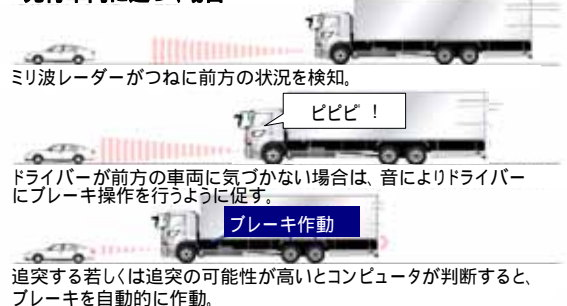 ミリ波レーダーがつねに前方の状況を検知。
ピピピ !
ドライバーが前方の車両に気づかない場合は、音によりドライバー
にブレーキ操作を行うように促す。
ブレーキ作動
追突する若しくは追突の可能性が高いとコンピュータが判断すると、
ブレーキを自動的に作動。